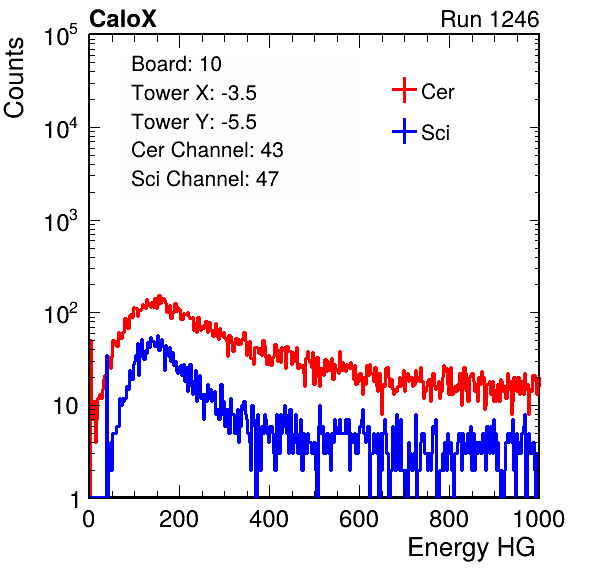 CaloX Run 1246
Board: 10
Tower X: -3.5
Tower Y: -5.5
Cer Channel: 43
Sci Channel: 47
Cer
Sci
Counts
10^5
10^4
10^3
10^2
10
1
0 200 400 600 800 1000
Energy HG